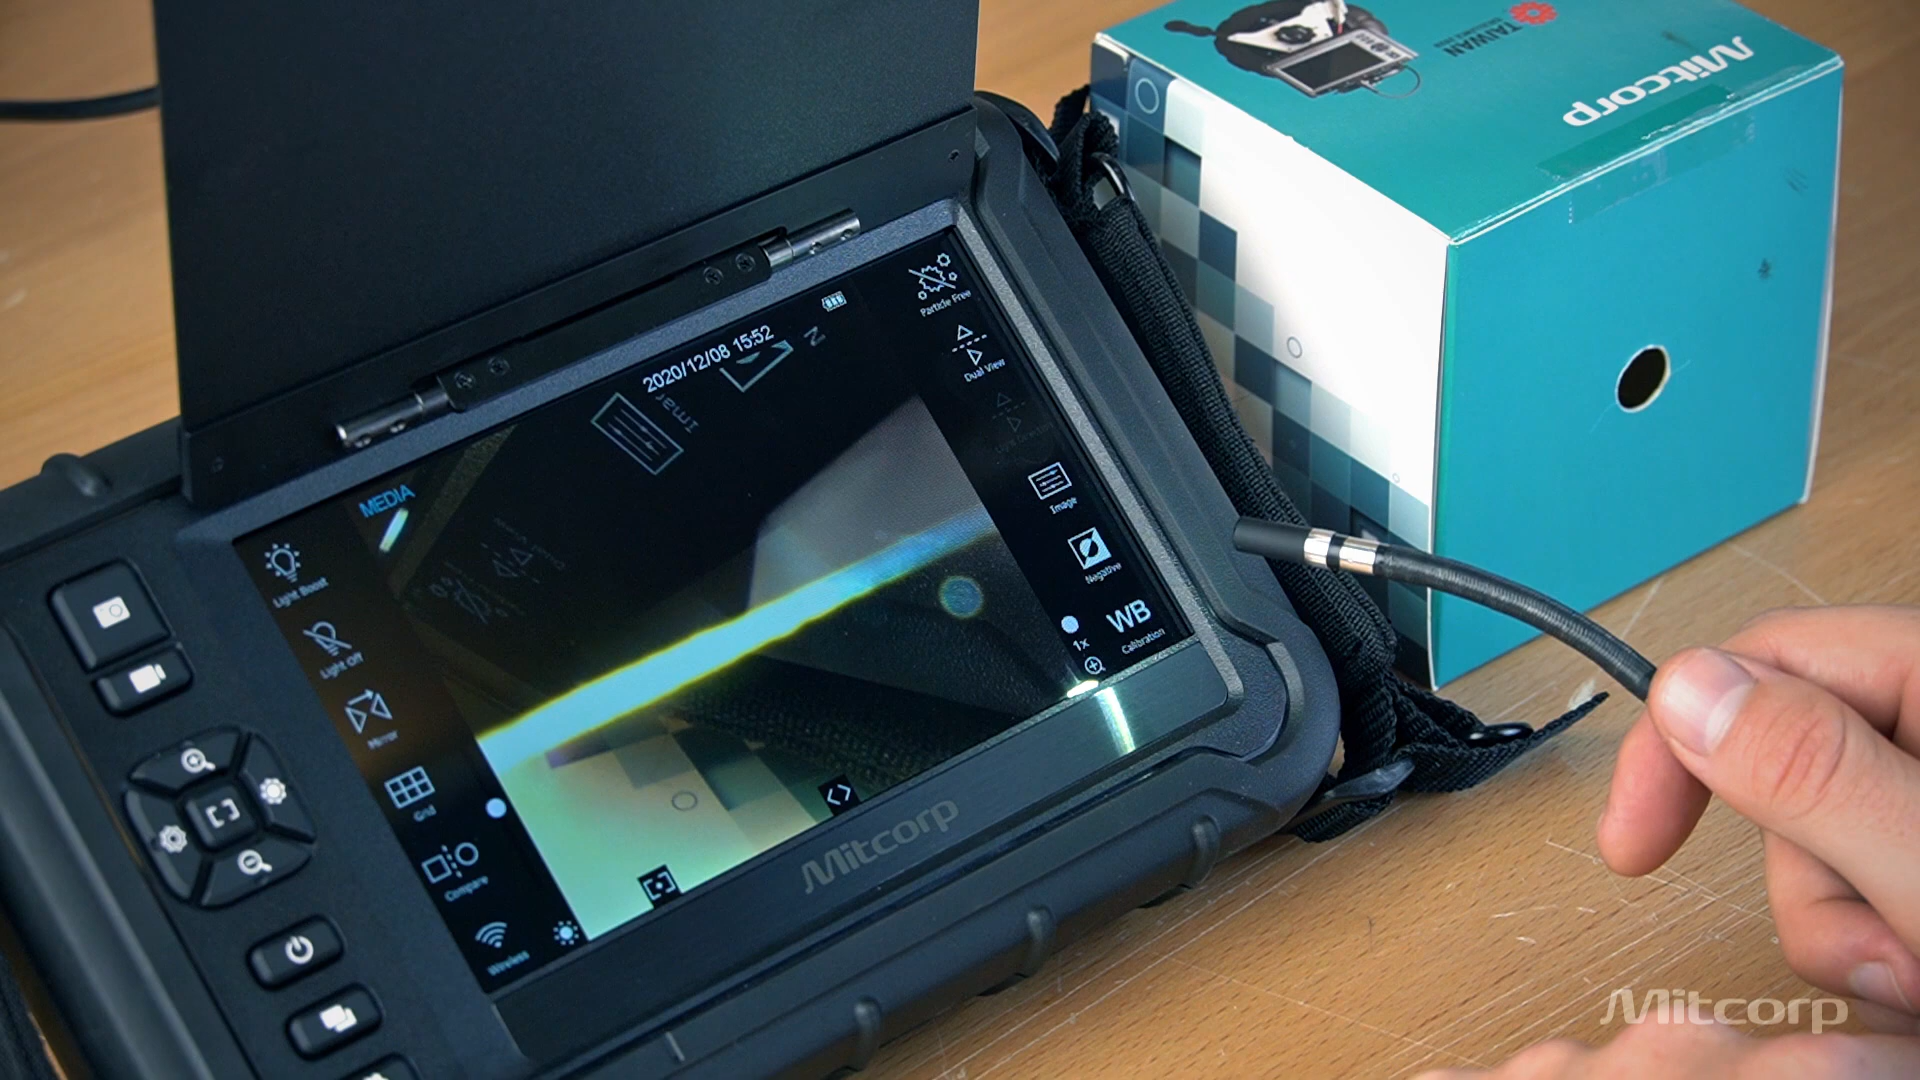 TAIWAN
Mitcorp
2020/12/08 15:52
MEDIA
Light Boost
Light Off
Mirror
Grid
Compare
Wireless
Particle Free
Dual View
Image
Negative
1x
WB
Calibration
Mitcorp
Mitcorp